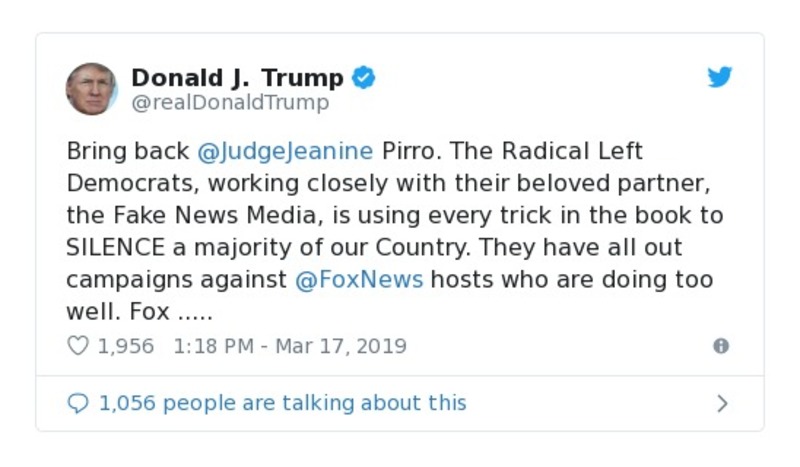 Donald J. Trump
@realDonaldTrump
Bring back @JudgeJeanine Pirro. The Radical Left
Democrats, working closely with their beloved partner,
the Fake News Media, is using every trick in the book to
SILENCE a majority of our Country. They have all out
campaigns against @FoxNews hosts who are doing too
well. Fox .....
1,956 1:18 PM - Mar 17, 2019
1,056 people are talking about this